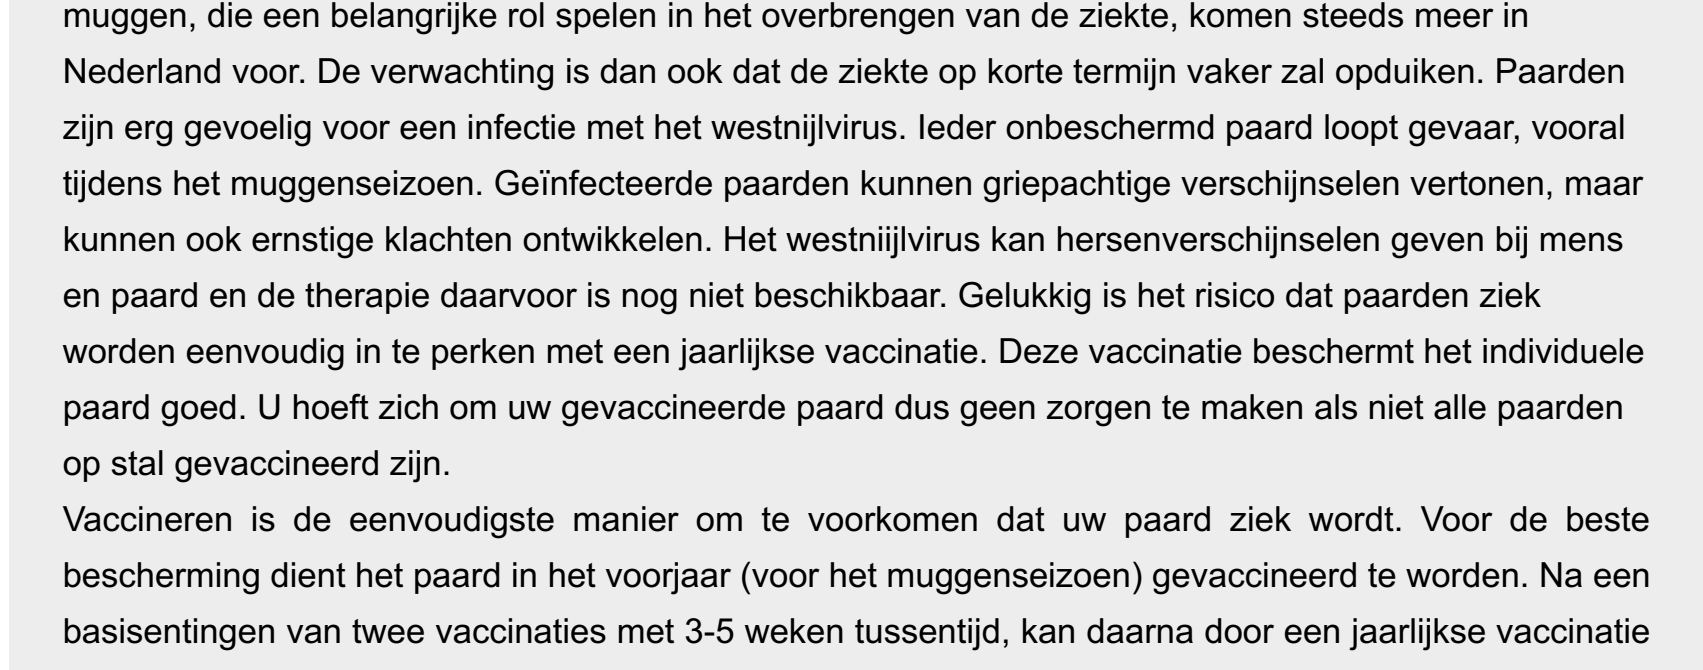 muggen, die een belangrijke rol spelen in het overbrengen van de ziekte, komen steeds meer in
Nederland voor. De verwachting is dan ook dat de ziekte op korte termijn vaker zal opduiken. Paarden
zijn erg gevoelig voor een infectie met het westnijlvirus. Ieder onbeschermd paard loopt gevaar, vooral
tijdens het muggenseizoen. Geïnfecteerde paarden kunnen griepachtige verschijnselen vertonen, maar
kunnen ook ernstige klachten ontwikkelen. Het westniijlvirus kan hersenverschijnselen geven bij mens
en paard en de therapie daarvoor is nog niet beschikbaar. Gelukkig is het risico dat paarden ziek
worden eenvoudig in te perken met een jaarlijkse vaccinatie. Deze vaccinatie beschermt het individuele
paard goed. U hoeft zich om uw gevaccineerde paard dus geen zorgen te maken als niet alle paarden
op stal gevaccineerd zijn.
Vaccineren is de eenvoudigste manier om te voorkomen dat uw paard ziek wordt. Voor de beste
bescherming dient het paard in het voorjaar (voor het muggenseizoen) gevaccineerd te worden. Na een
basisentingen van twee vaccinaties met 3-5 weken tussentijd, kan daarna door een jaarlijkse vaccinatie